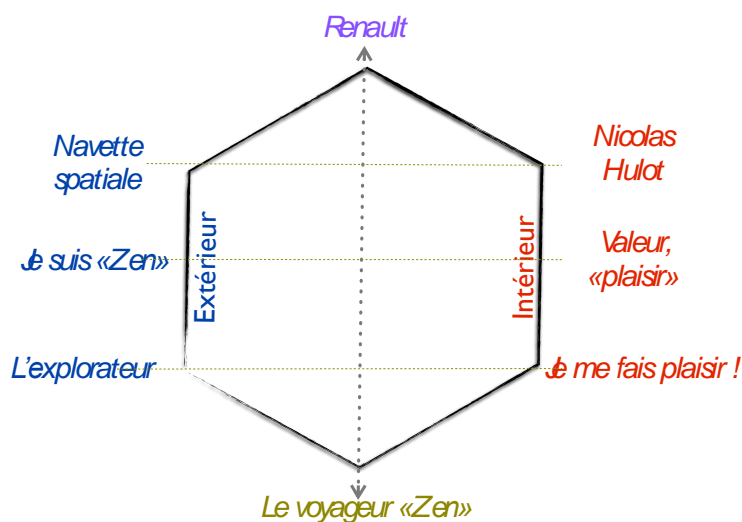 Renault
Navette
spatiale
Nicolas
Hulot
Extérieur
Intérieur
Je suis «Zen»
Valeur,
«plaisir»
L'explorateur
Je me fais plaisir !
Le voyageur «Zen»